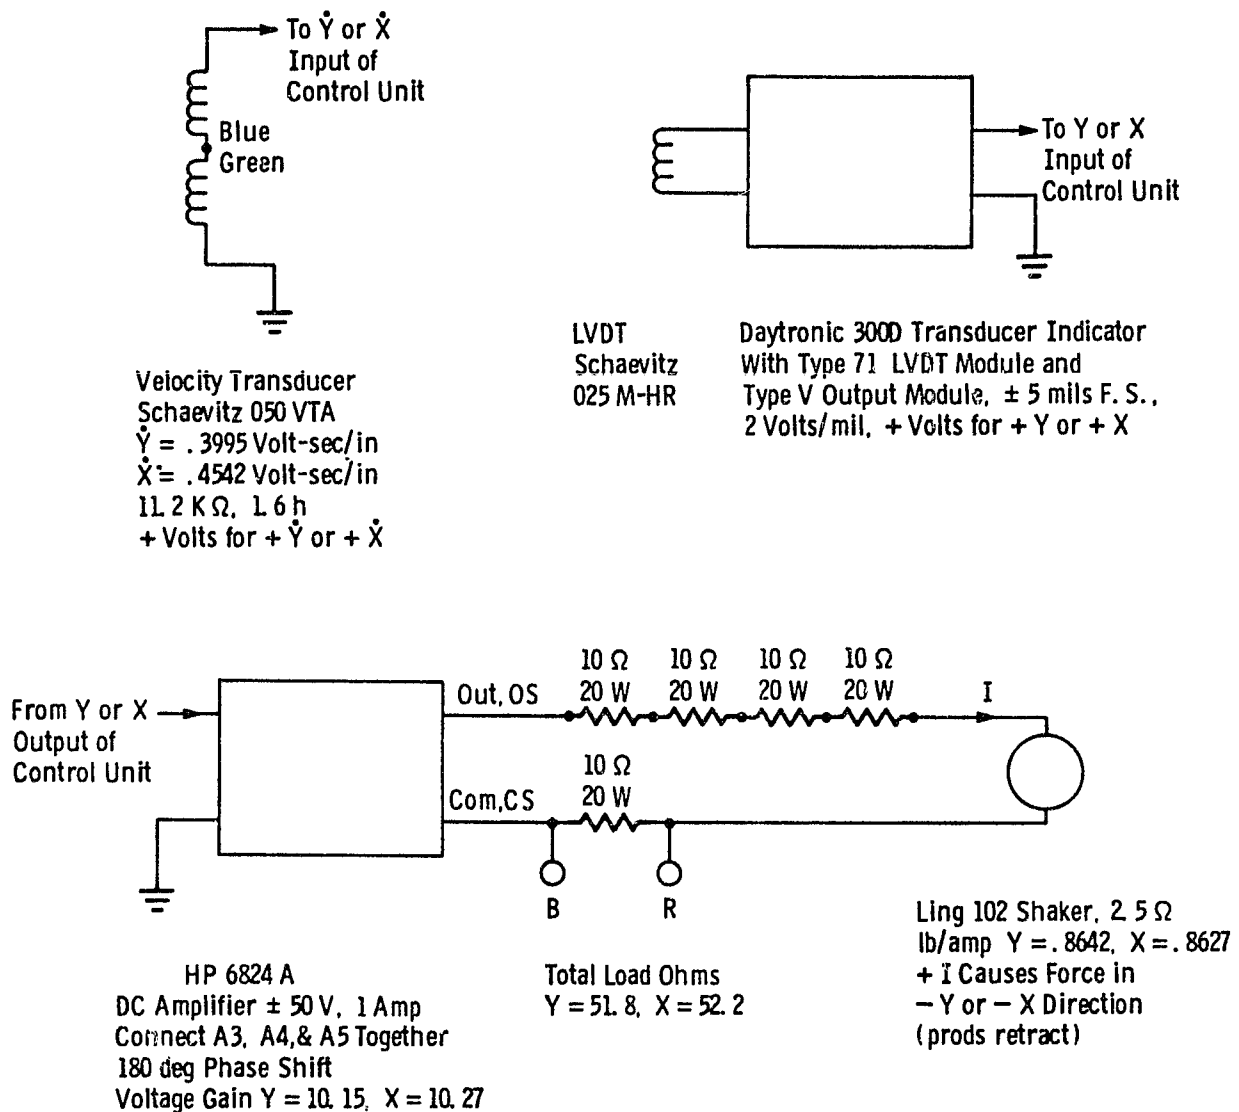 To Ẏ or Ẋ
Input of
Control Unit
Blue
Green
Velocity Transducer
Schaevitz 050 VTA
Ẏ = .3995 Volt-sec/in
Ẋ = .4542 Volt-sec/in
11.2 K Ω, 1.6 h
+ Volts for + Ẏ or + Ẋ
To Y or X
Input of
Control Unit
LVDT
Schaevitz
025 M-HR
Daytronic 300D Transducer Indicator
With Type 71 LVDT Module and
Type V Output Module, ± 5 mils F. S.,
2 Volts/mil, + Volts for + Y or + X
From Y or X
Output of
Control Unit
Out, OS
Com, CS
10 Ω
20 W
10 Ω
20 W
10 Ω
20 W
10 Ω
20 W
I
10 Ω
20 W
B
R
HP 6824 A
DC Amplifier ± 50 V, 1 Amp
Connect A3, A4, & A5 Together
180 deg Phase Shift
Voltage Gain Y = 10.15, X = 10.27
Total Load Ohms
Y = 51.8, X = 52.2
Ling 102 Shaker, 2.5 Ω
lb/amp Y = .8642, X = .8627
+ I Causes Force in
− Y or − X Direction
(prods retract)